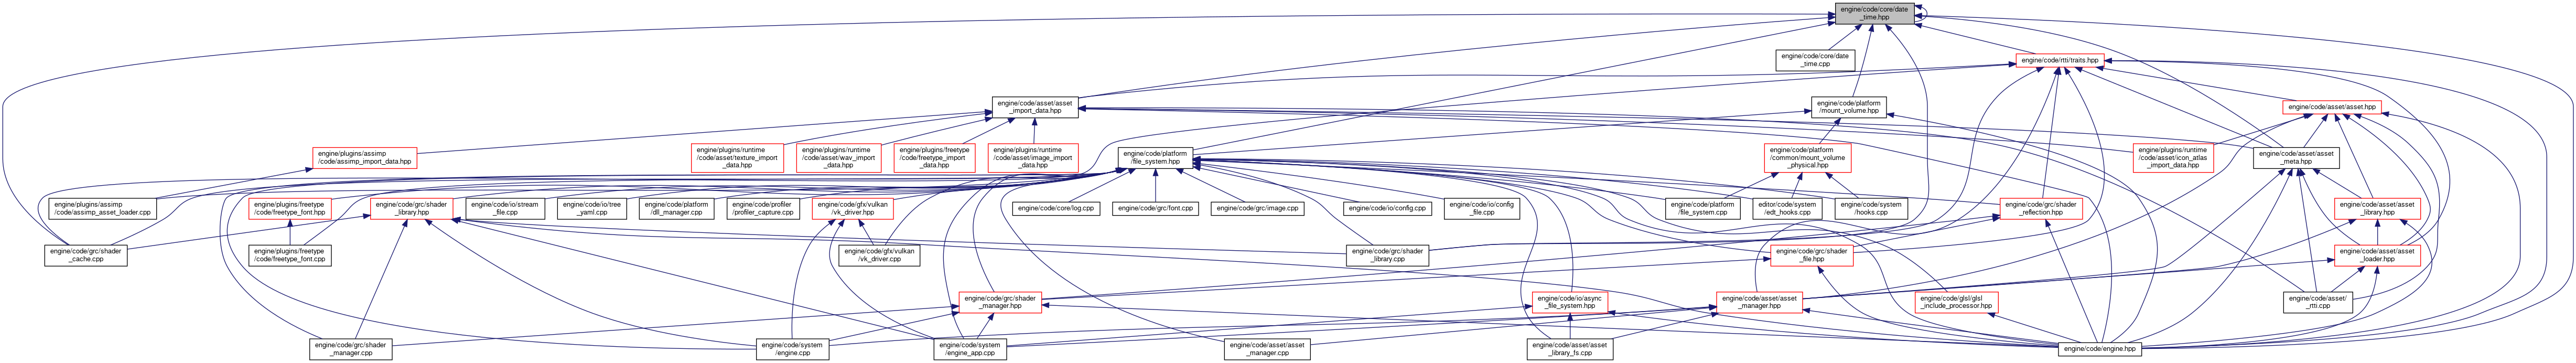 engine/code/core/date
_time.hpp
engine/code/core/date
_time.cpp
engine/code/rtti/traits.hpp
engine/code/asset/asset
_import_data.hpp
engine/code/platform
/mount_volume.hpp
engine/code/asset/asset.hpp
engine/plugins/assimp
/code/assimp_import_data.hpp
engine/plugins/runtime
/code/asset/texture_import
_data.hpp
engine/plugins/runtime
/code/asset/wav_import
_data.hpp
engine/plugins/freetype
/code/freetype_import
_data.hpp
engine/plugins/runtime
/code/asset/image_import
_data.hpp
engine/code/platform
/file_system.hpp
engine/code/platform
/common/mount_volume
_physical.hpp
engine/plugins/runtime
/code/asset/icon_atlas
_import_data.hpp
engine/code/asset/asset
_meta.hpp
engine/plugins/assimp
/code/assimp_asset_loader.cpp
engine/plugins/freetype
/code/freetype_font.hpp
engine/code/grc/shader
_library.hpp
engine/code/io/stream
_file.cpp
engine/code/io/tree
_yaml.cpp
engine/code/platform
/dll_manager.cpp
engine/code/profiler
/profiler_capture.cpp
engine/code/gfx/vulkan
/vk_driver.hpp
engine/code/core/log.cpp
engine/code/grc/font.cpp
engine/code/grc/image.cpp
engine/code/io/config.cpp
engine/code/io/config
_file.cpp
engine/code/platform
/file_system.cpp
editor/code/system
/edt_hooks.cpp
engine/code/system
/hooks.cpp
engine/code/grc/shader
_reflection.hpp
engine/code/asset/asset
_library.hpp
engine/code/grc/shader
_cache.cpp
engine/plugins/freetype
/code/freetype_font.cpp
engine/code/gfx/vulkan
/vk_driver.cpp
engine/code/grc/shader
_library.cpp
engine/code/grc/shader
_file.hpp
engine/code/asset/asset
_loader.hpp
engine/code/grc/shader
_manager.hpp
engine/code/io/async
_file_system.hpp
engine/code/asset/asset
_manager.hpp
engine/code/glsl/glsl
_include_processor.hpp
engine/code/asset/
_rtti.cpp
engine/code/grc/shader
_manager.cpp
engine/code/system
/engine.cpp
engine/code/system
/engine_app.cpp
engine/code/asset/asset
_manager.cpp
engine/code/asset/asset
_library_fs.cpp
engine/code/engine.hpp